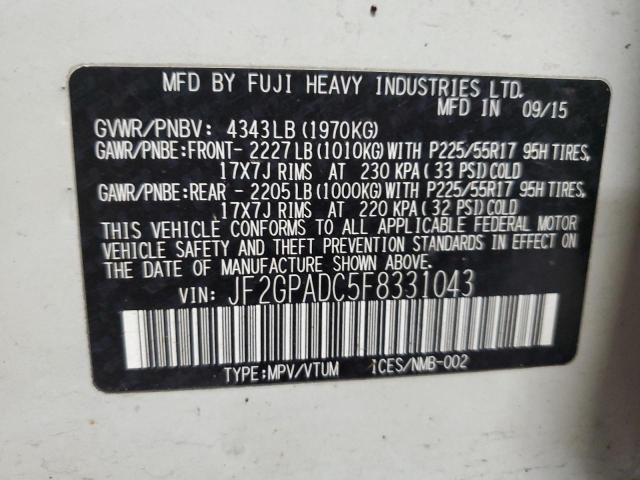 MFD BY FUJI HEAVY INDUSTRIES LTD.
MFD IN 09/15
GVWR/PNBV: 4343LB(1970KG)
GAWR/PNBE:FRONT- 2227LB(1010KG)WITH P225/55R17 95H TIRES,
17X7J RIMS AT 230 KPA(33 PSI)COLD
GAWR/PNBE:REAR - 2205LB(1000KG)WITH P225/55R17 95H TIRES,
17X7J RIMS AT 220 KPA(32 PSI)COLD
THIS VEHICLE CONFORMS TO ALL APPLICABLE FEDERAL MOTOR
VEHICLE SAFETY AND THEFT PREVENTION STANDARDS IN EFFECT
ON THE DATE OF MANUFACTURE SHOWN ABOVE.
VIN: JF2GPADC5F8331043
TYPE:MPV/VTUM ICES/NMB-002